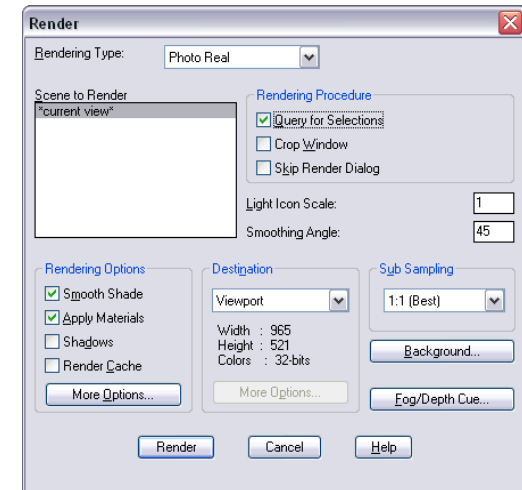 Render
Rendering Type:
Photo Real
Scene to Render
*current view*
Rendering Procedure
Query for Selections
Crop Window
Skip Render Dialog
Light Icon Scale:
1
Smoothing Angle:
45
Rendering Options
Smooth Shade
Apply Materials
Shadows
Render Cache
More Options...
Destination
Viewport
Width : 965
Height : 521
Colors : 32-bits
More Options...
Sub Sampling
1:1 (Best)
Background...
Fog/Depth Cue...
Render
Cancel
Help